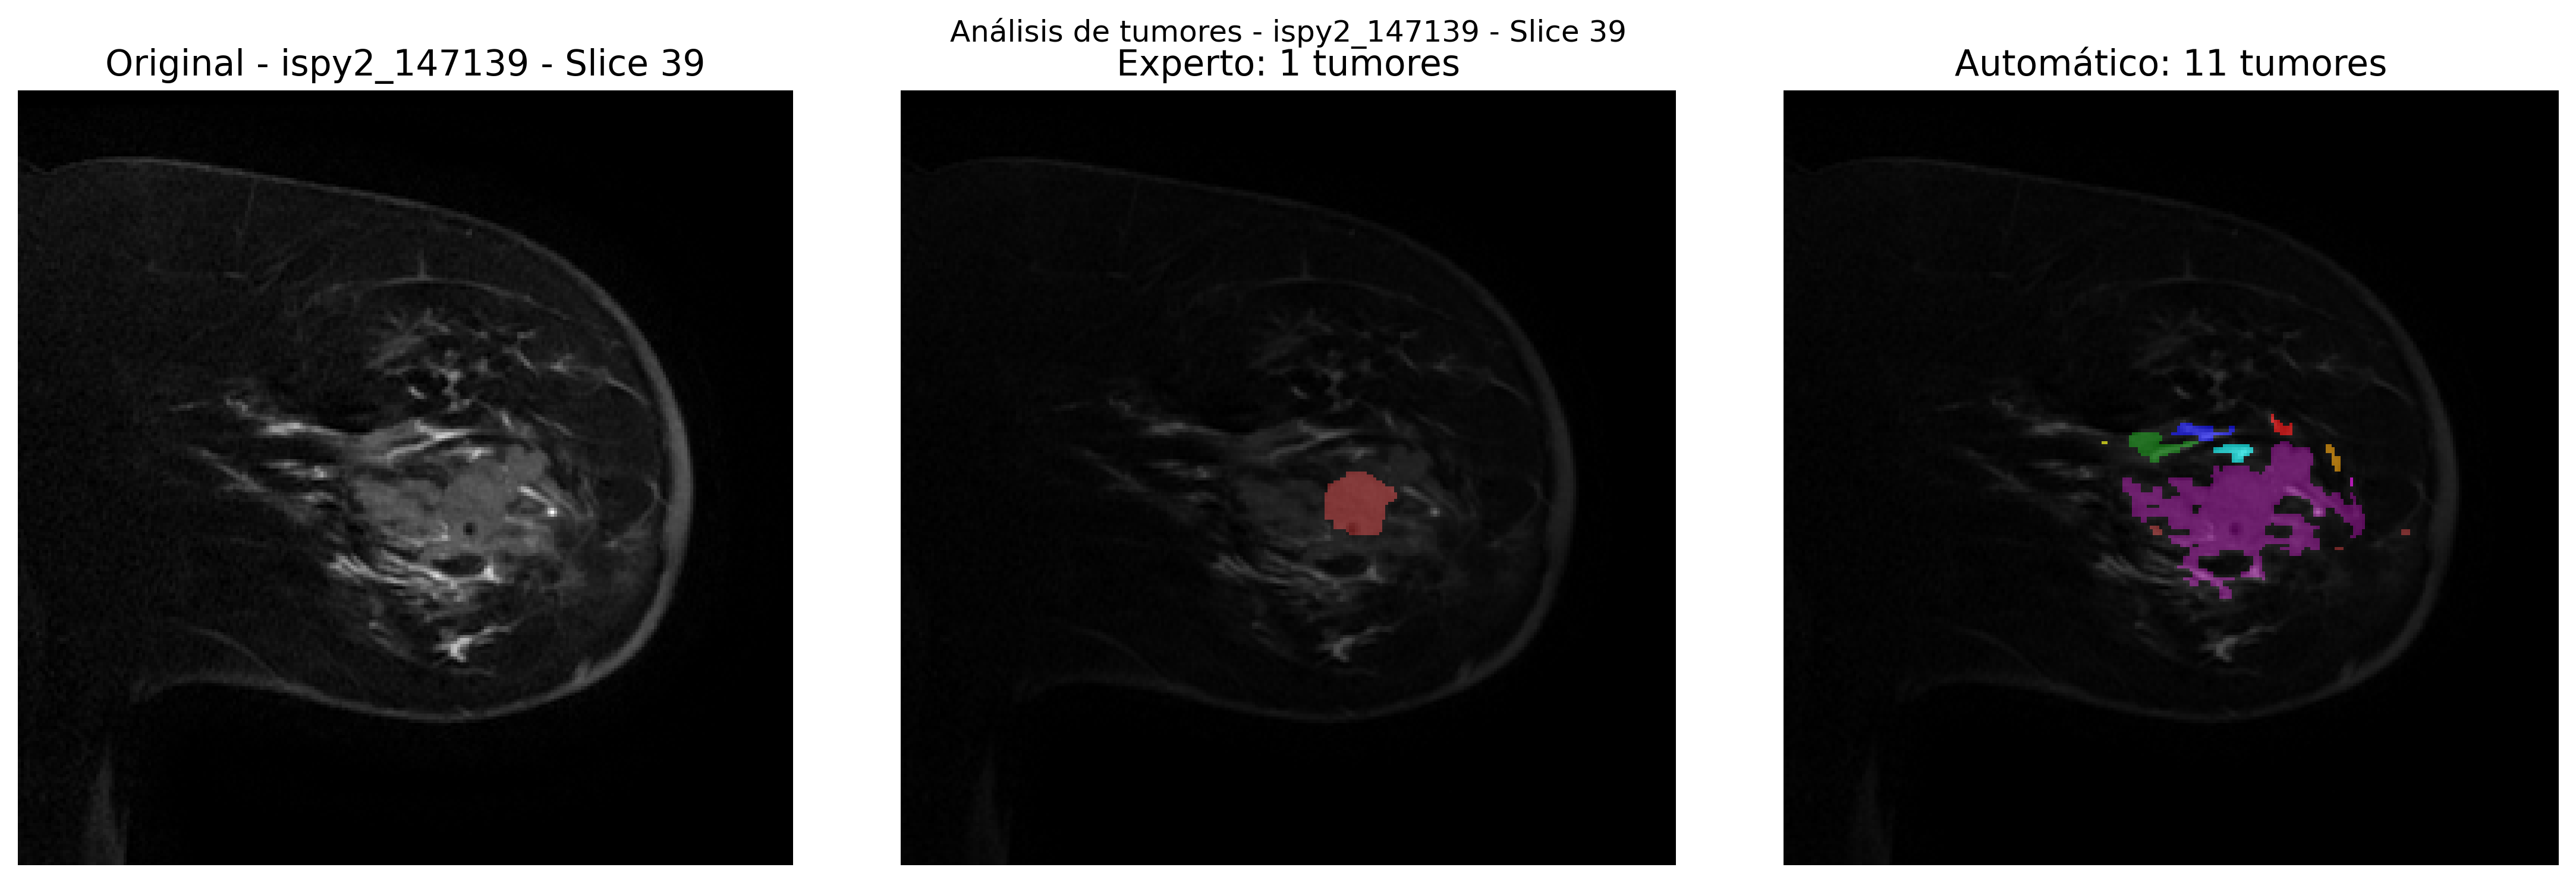 Análisis de tumores - ispy2_147139 - Slice 39
Original - ispy2_147139 - Slice 39
Experto: 1 tumores
Automático: 11 tumores